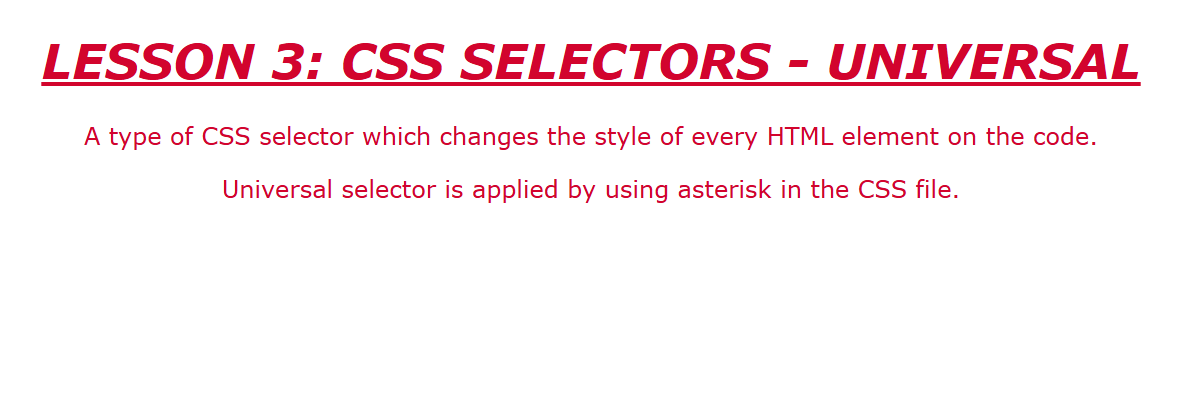 LESSON 3: CSS SELECTORS - UNIVERSAL
A type of CSS selector which changes the style of every HTML element on the code.
Universal selector is applied by using asterisk in the CSS file.